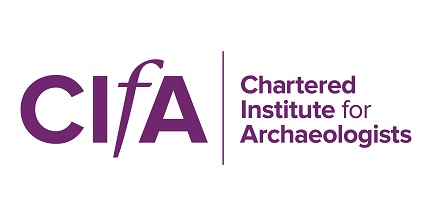 CIfA
Chartered
Institute for
Archaeologists